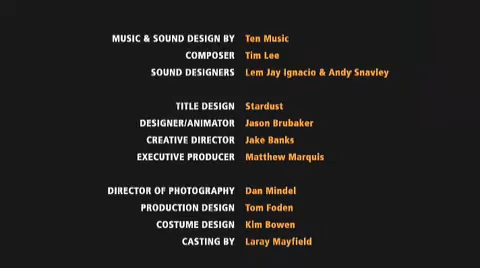 MUSIC & SOUND DESIGN BY Ten Music
COMPOSER Tim Lee
SOUND DESIGNERS Lem Jay Ignacio & Andy Snavley
TITLE DESIGN Stardust
DESIGNER/ANIMATOR Jason Brubaker
CREATIVE DIRECTOR Jake Banks
EXECUTIVE PRODUCER Matthew Marquis
DIRECTOR OF PHOTOGRAPHY Dan Mindel
PRODUCTION DESIGN Tom Foden
COSTUME DESIGN Kim Bowen
CASTING BY Laray Mayfield